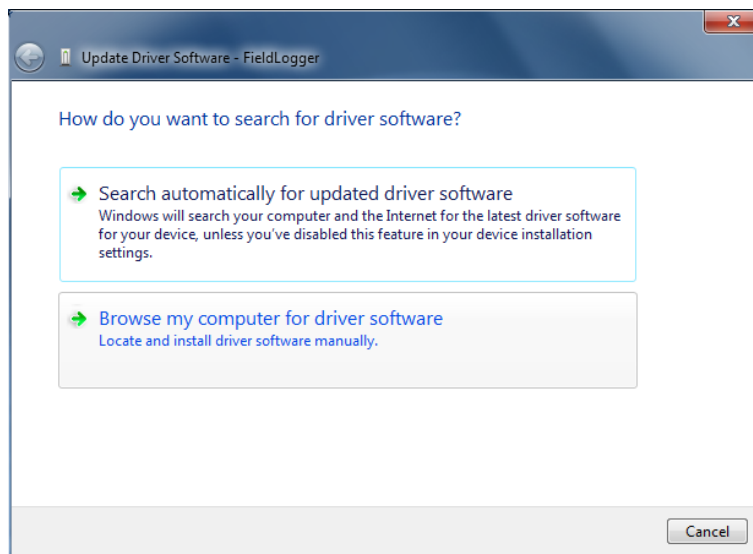 Update Driver Software - FieldLogger
How do you want to search for driver software?
Search automatically for updated driver software
Windows will search your computer and the Internet for the latest driver software
for your device, unless you've disabled this feature in your device installation
settings.
Browse my computer for driver software
Locate and install driver software manually.
Cancel